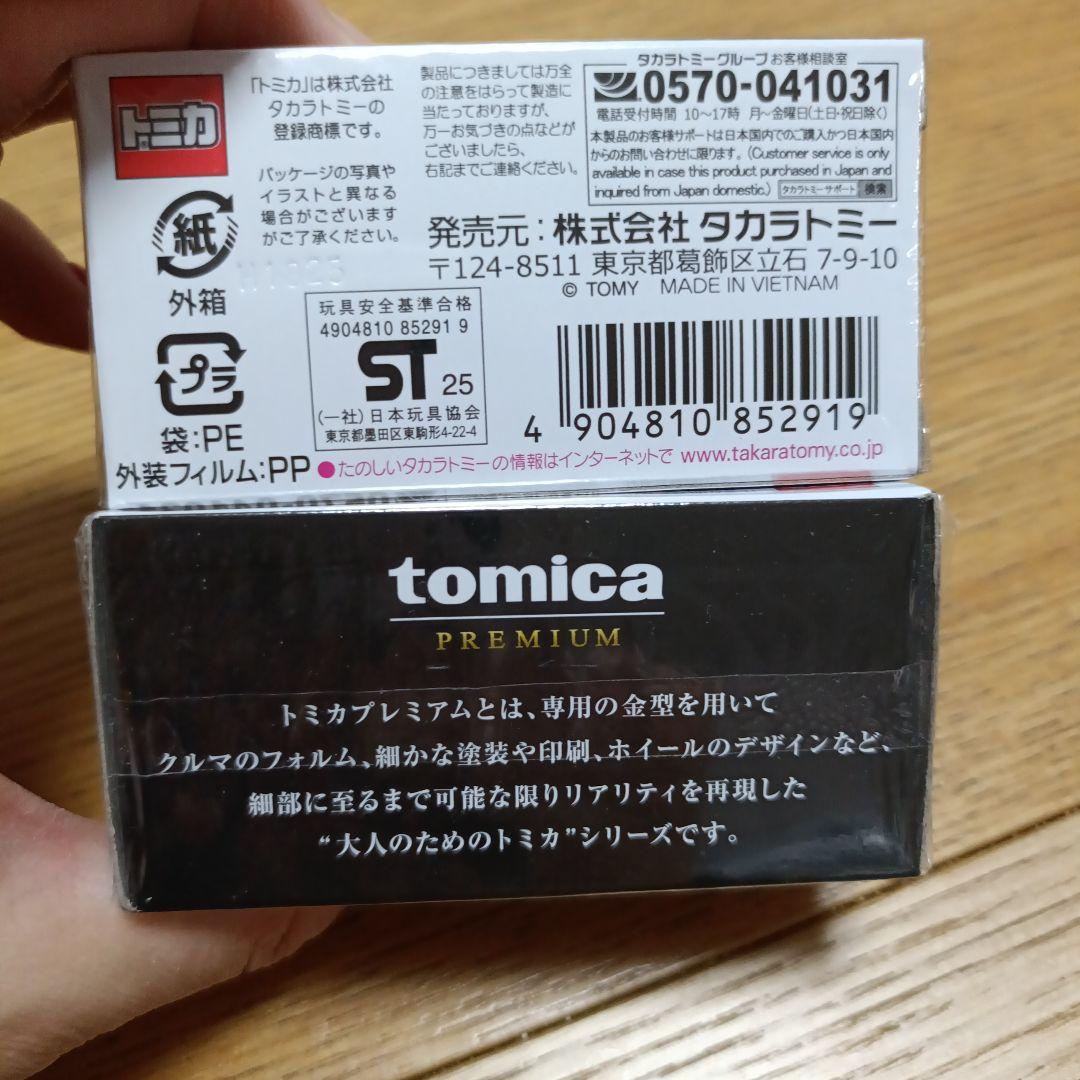 トミカ
「トミカ」は株式会社
タカラトミーの
登録商標です。
パッケージの写真や
イラストと異なる
場合がございます
がご了承ください。
製品につきましては万全
の注意をはらって製造に
当たっておりますが、
万一お気づきの点などが
ございましたら、
右記までご連絡ください。
タカラトミーグループ お客様相談室
0570-041031
電話受付時間 10〜17時 月〜金曜日(土・日・祝日除く)
本製品のお客様サポートは日本国内でのご購入かつ日本国内
からのお問い合わせに限ります。(Customer service is only
available in case this product purchased in Japan and
inquired from Japan domestic.) タカラトミーサポート 検索
発売元:株式会社 タカラトミー
〒124-8511 東京都葛飾区立石 7-9-10
© TOMY MADE IN VIETNAM
紙
外箱
プラ
袋:PE
外装フィルム:PP
玩具安全基準合格
4904810 85291 9
ST 25
(一社)日本玩具協会
東京都墨田区東駒形4-22-4
4 904810 852919
●たのしいタカラトミーの情報はインターネットで www.takaratomy.co.jp
tomica
PREMIUM
トミカプレミアムとは、専用の金型を用いて
クルマのフォルム、細かな塗装や印刷、ホイールのデザインなど、
細部に至るまで可能な限りリアリティを再現した
“大人のためのトミカ”シリーズです。